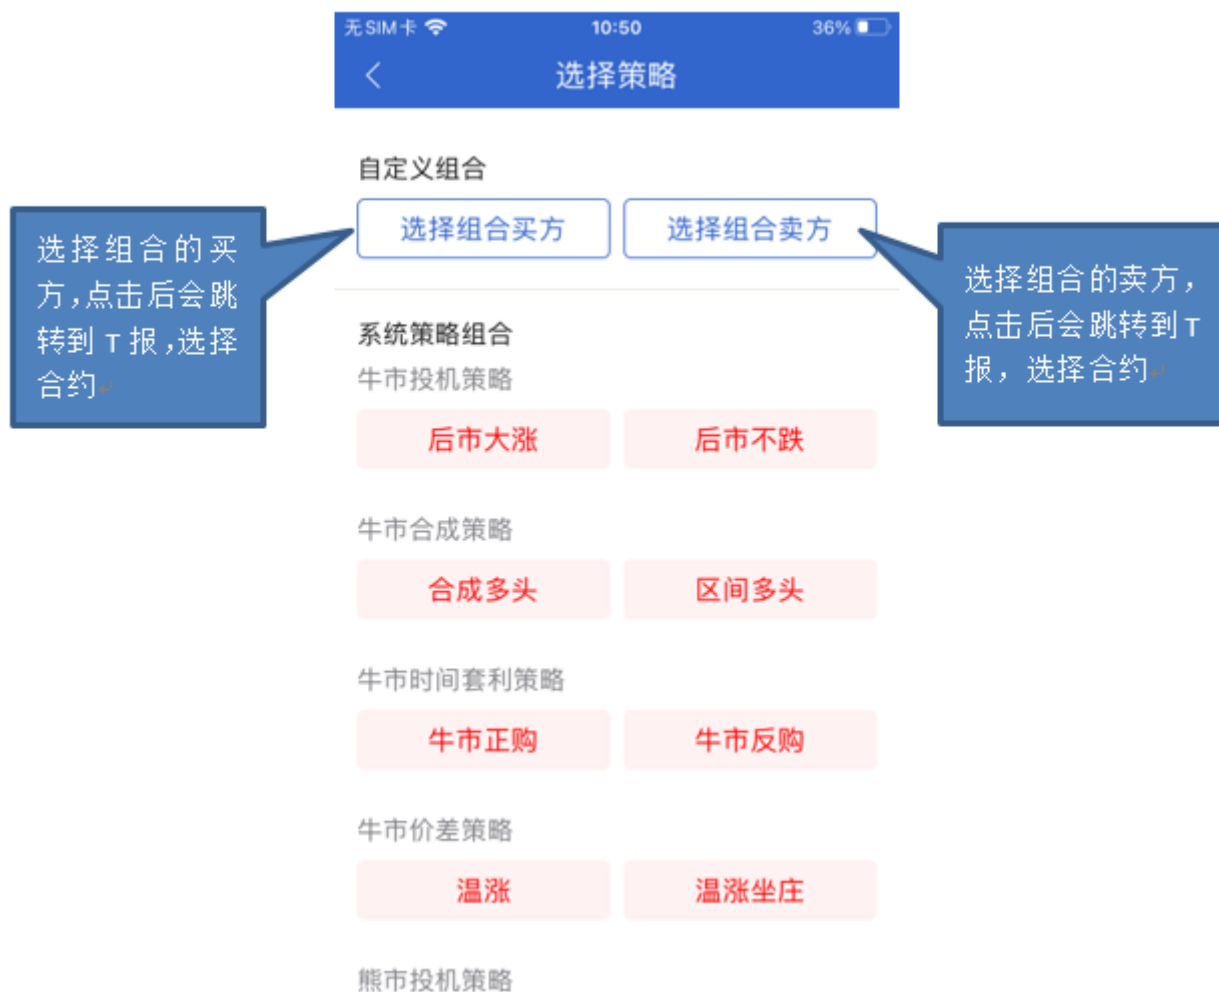 无SIM卡 10:50 36%
选择策略
自定义组合
选择组合买方 选择组合卖方
选择组合的买
方,点击后会跳
转到 T 报,选择
合约
选择组合的卖方，
点击后会跳转到 T
报，选择合约
系统策略组合
牛市投机策略
后市大涨 后市不跌
牛市合成策略
合成多头 区间多头
牛市时间套利策略
牛市正购 牛市反购
牛市价差策略
温涨 温涨坐庄
熊市投机策略